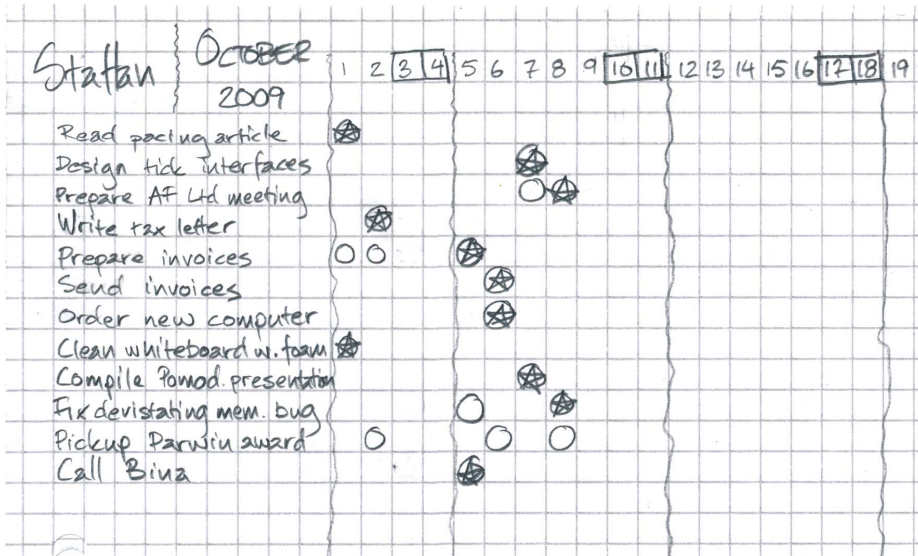 Staffan
OCTOBER
2009
1 2 3 4 5 6 7 8 9 10 11 12 13 14 15 16 17 18 19
Read pacing article
Design tick interfaces
Prepare AF Ltd meeting
Write tax letter
Prepare invoices
Send invoices
Order new computer
Clean whiteboard w. foam
Compile Pomod. presentation
Fix devistating mem. bug
Pickup Darwin award
Call Bina